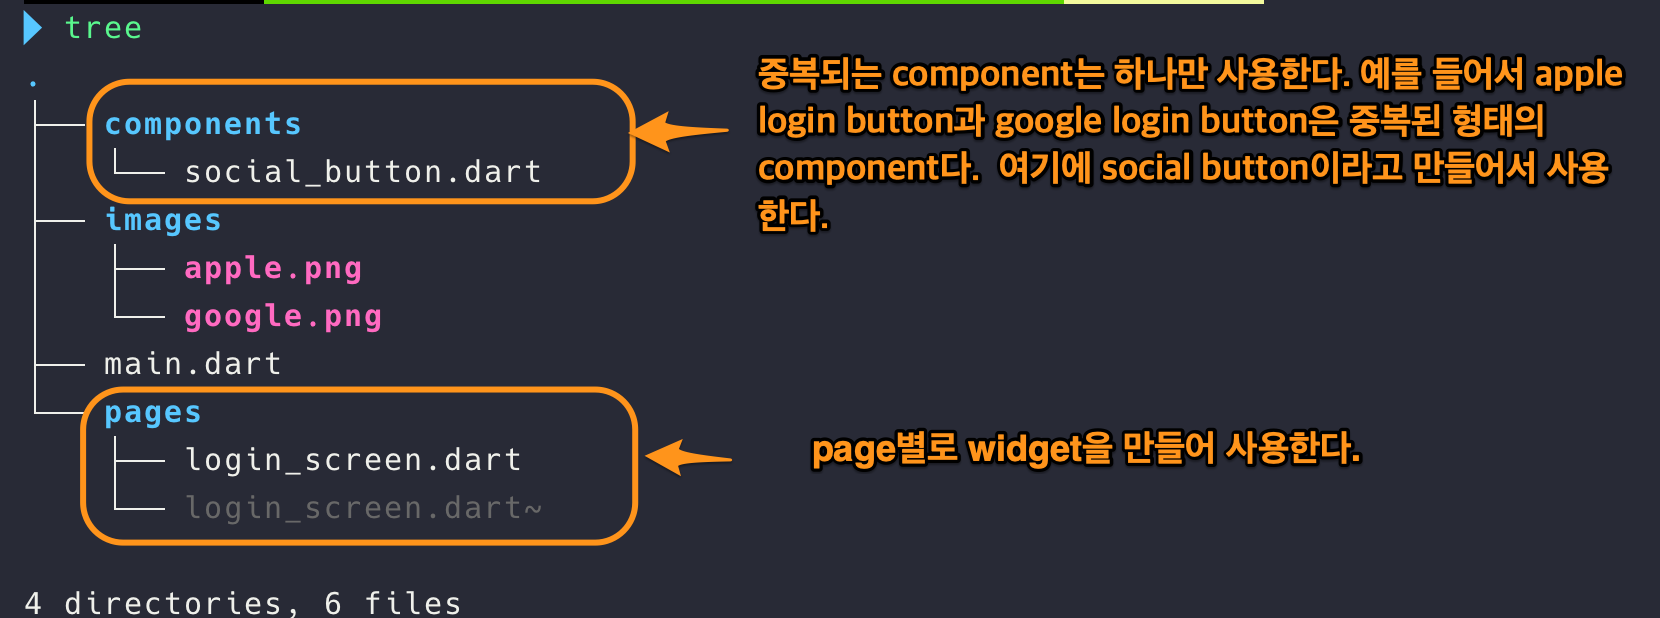 tree
.
components
social_button.dart
images
apple.png
google.png
main.dart
pages
login_screen.dart
login_screen.dart~
4 directories, 6 files
중복되는 component는 하나만 사용한다. 예를 들어서 apple
login button과 google login button은 중복된 형태의
component다. 여기에 social button이라고 만들어서 사용
한다.
page별로 widget을 만들어 사용한다.